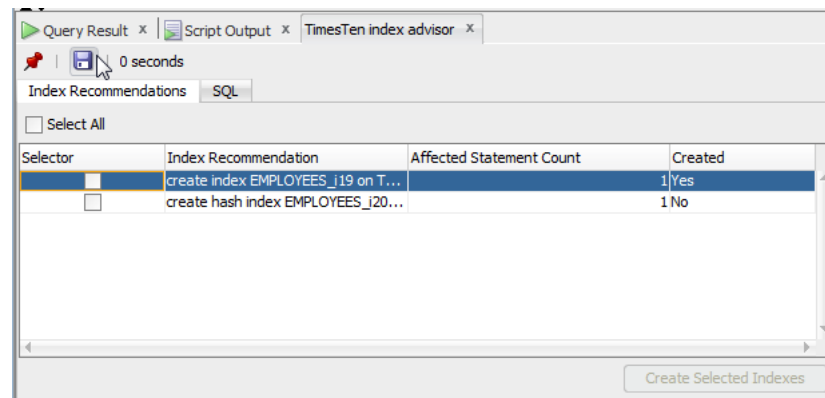 Query Result x Script Output x TimesTen index advisor x
0 seconds
Index Recommendations SQL
Select All
Selector Index Recommendation Affected Statement Count Created
create index EMPLOYEES_i19 on T... 1 Yes
create hash index EMPLOYEES_i20... 1 No
Create Selected Indexes